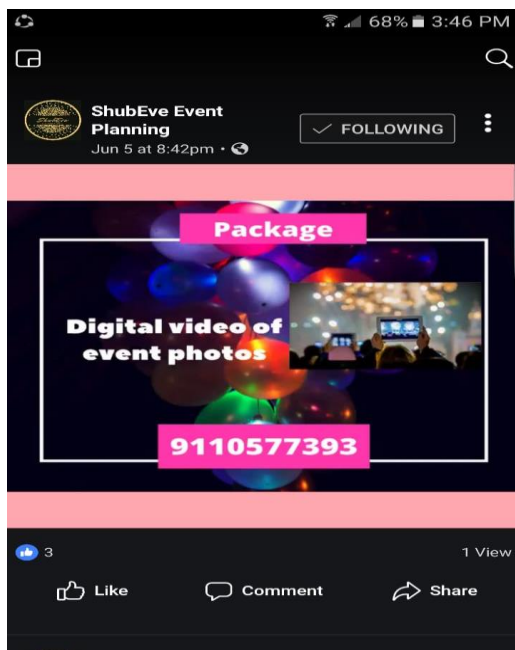 68% 3:46 PM
ShubEve Event
Planning
Jun 5 at 8:42pm •
FOLLOWING
ShubEve
Package
Digital video of
event photos
9110577393
3
1 View
Like
Comment
Share